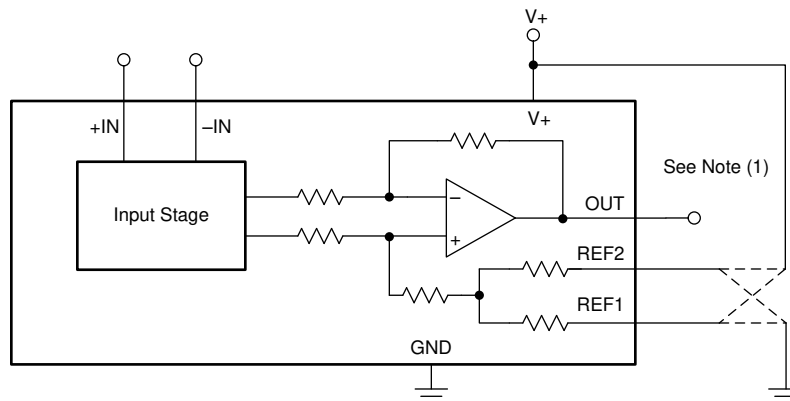 V+
+IN
–IN
V+
See Note (1)
Input Stage
–
OUT
+
REF2
REF1
GND